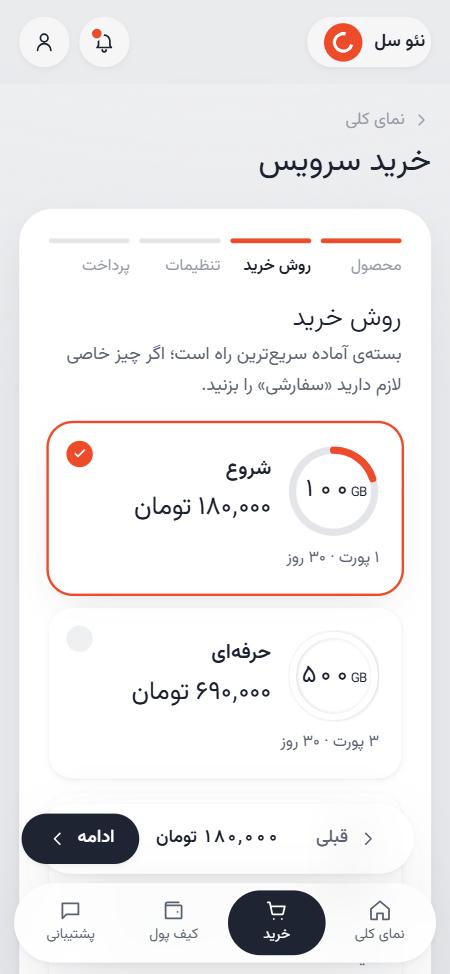 نئو سل
نمای کلی
خرید سرویس
محصول
روش خرید
تنظیمات
پرداخت
روش خرید
بسته‌ی آماده سریع‌ترین راه است؛ اگر چیز خاصی
لازم دارید «سفارشی» را بزنید.
۱۰۰ GB
شروع
۱۸۰,۰۰۰ تومان
۱ پورت · ۳۰ روز
۵۰۰ GB
حرفه‌ای
۶۹۰,۰۰۰ تومان
۳ پورت · ۳۰ روز
قبلی
۱۸۰,۰۰۰ تومان
ادامه
نمای کلی
خرید
کیف پول
پشتیبانی